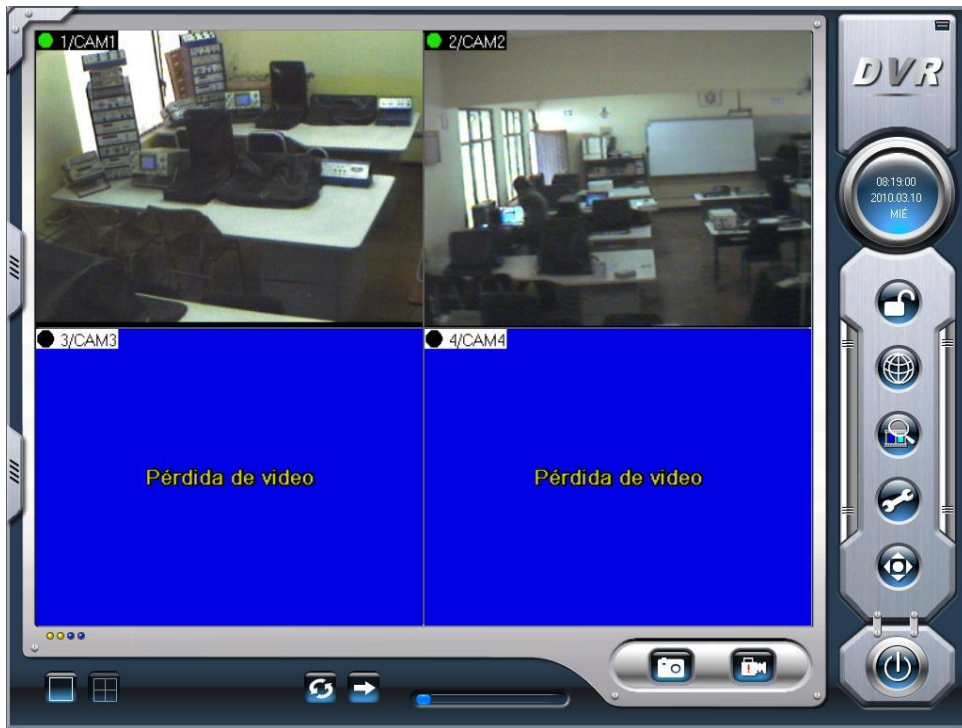 1/CAM1
2/CAM2
3/CAM3
Pérdida de video
4/CAM4
Pérdida de video
DVR
08:19:00
2010.03.10
MIÉ